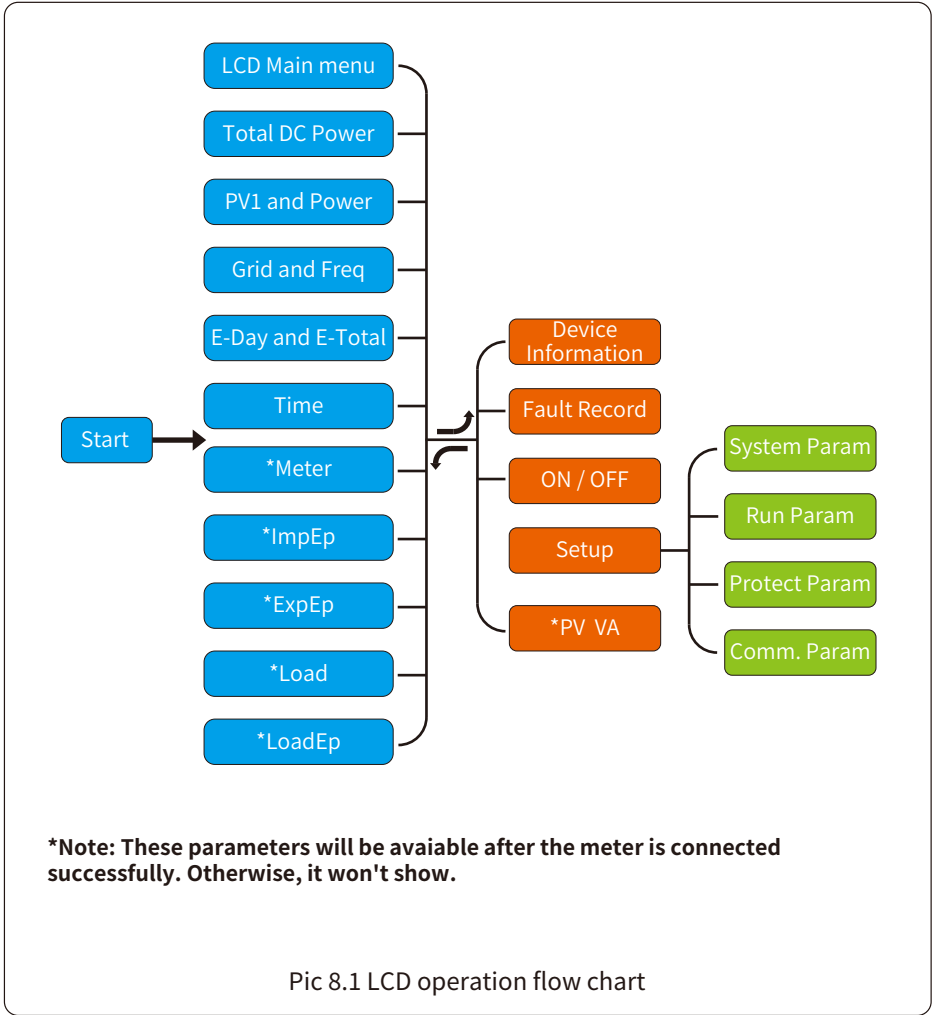 LCD Main menu
Total DC Power
PV1 and Power
Grid and Freq
E-Day and E-Total
Time
Start
*Meter
*ImpEp
*ExpEp
*Load
*LoadEp
Device
Information
Fault Record
ON / OFF
Setup
*PV VA
System Param
Run Param
Protect Param
Comm. Param
*Note: These parameters will be avaiable after the meter is connected
successfully. Otherwise, it won't show.
Pic 8.1 LCD operation flow chart